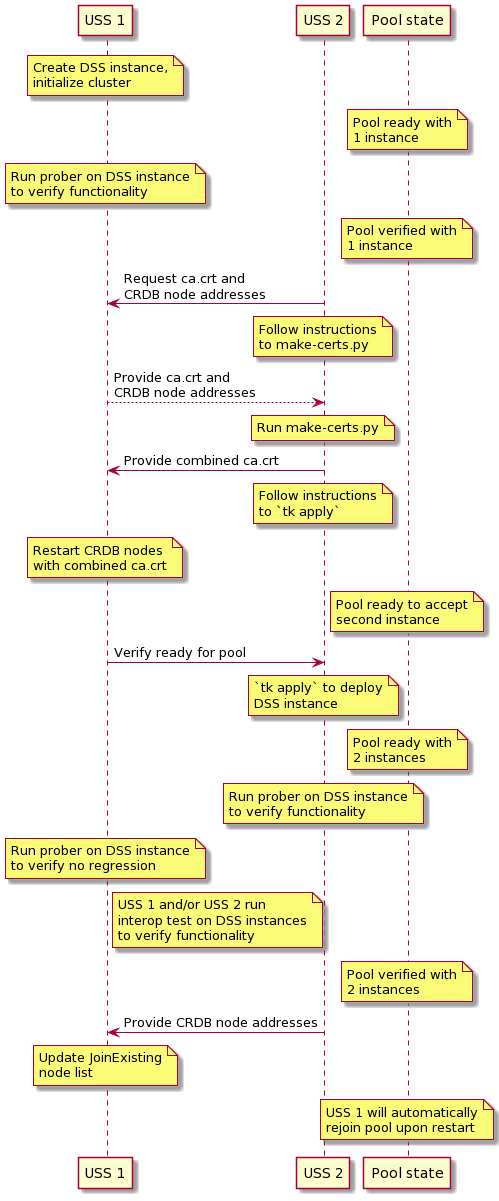 USS 1
USS 2
Pool state
Create DSS instance,
initialize cluster
Pool ready with
1 instance
Run prober on DSS instance
to verify functionality
Pool verified with
1 instance
Request ca.crt and
CRDB node addresses
Follow instructions
to make-certs.py
Provide ca.crt and
CRDB node addresses
Run make-certs.py
Provide combined ca.crt
Follow instructions
to `tk apply`
Restart CRDB nodes
with combined ca.crt
Pool ready to accept
second instance
Verify ready for pool
`tk apply` to deploy
DSS instance
Pool ready with
2 instances
Run prober on DSS instance
to verify functionality
Run prober on DSS instance
to verify no regression
USS 1 and/or USS 2 run
interop test on DSS instances
to verify functionality
Pool verified with
2 instances
Provide CRDB node addresses
Update JoinExisting
node list
USS 1 will automatically
rejoin pool upon restart
USS 1
USS 2
Pool state